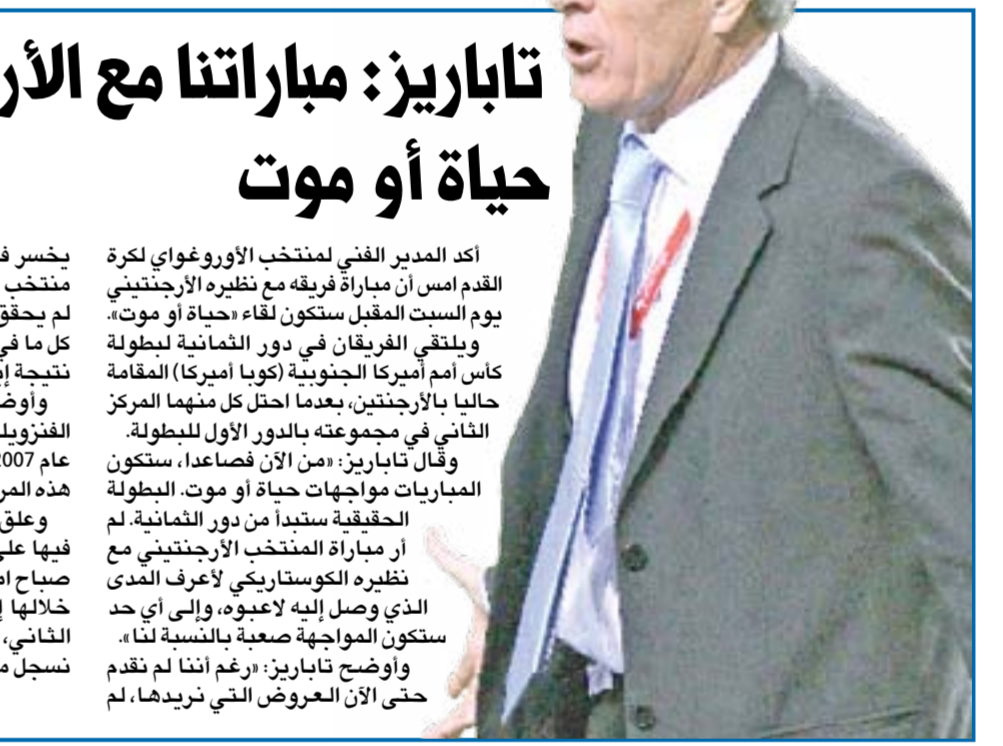 تاباريز: مباراتنا مع الأر
حياة أو موت
أكد المدير الفني لمنتخب الأوروغواي لكرة
القدم امس أن مباراة فريقه مع نظيره الأرجنتيني
يوم السبت المقبل ستكون لقاء «حياة أو موت».
ويلتقي الفريقان في دور الثمانية لبطولة
كأس أمم أميركا الجنوبية (كوبا أميركا) المقامة
حاليا بالأرجنتين، بعدما احتل كل منهما المركز
الثاني في مجموعته بالدور الأول للبطولة.
وقال تاباريز: «من الآن فصاعدا، ستكون
المباريات مواجهات حياة أو موت. البطولة
الحقيقية ستبدأ من دور الثمانية. لم
أر مباراة المنتخب الأرجنتيني مع
نظيره الكوستاريكي لأعرف المدى
الذي وصل إليه لاعبوه، وإلى أي حد
ستكون المواجهة صعبة بالنسبة لنا».
وأوضح تاباريز: «رغم أننا لم نقدم
حتى الآن العروض التي نريدها، لم
يخسر
منتخب
لم يحقق
كل ما في
نتيجة
عام 2007
هذه
وعلق
فيها
صباح
خلالها
الثاني،
نسجل